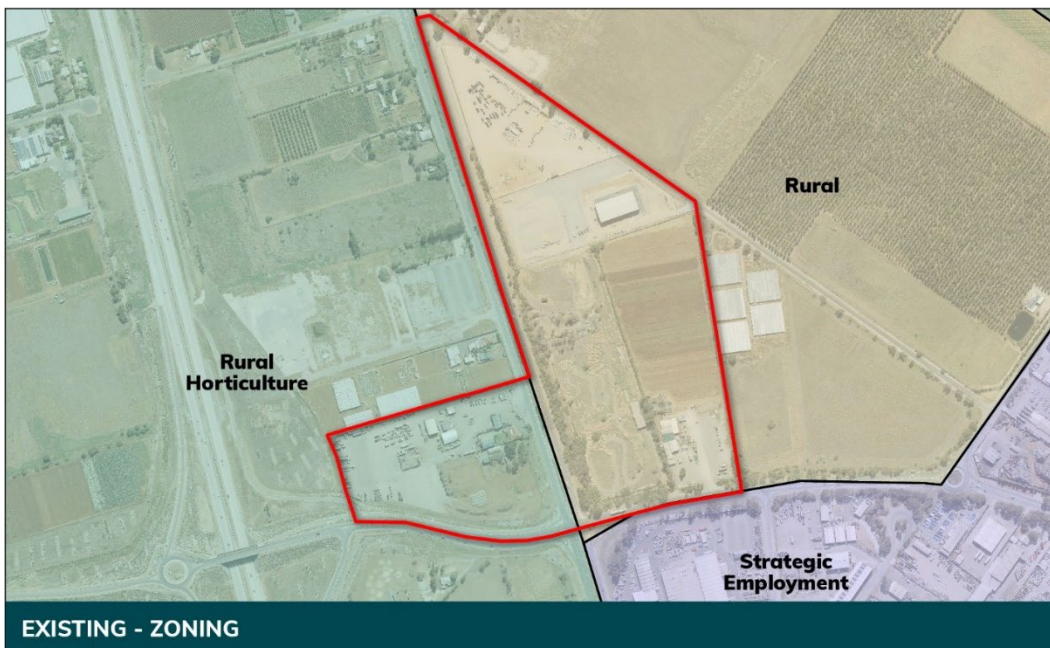 Rural
Rural
Horticulture
Strategic
Employment
EXISTING - ZONING